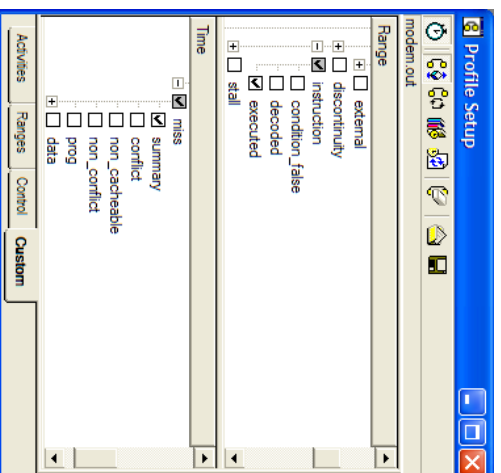 Profile Setup
modem.out
Range
external
discontinuity
instruction
condition_false
decoded
executed
stall
Time
miss
summary
conflict
non_cacheable
non_conflict
prog
data
Activities Ranges Control Custom